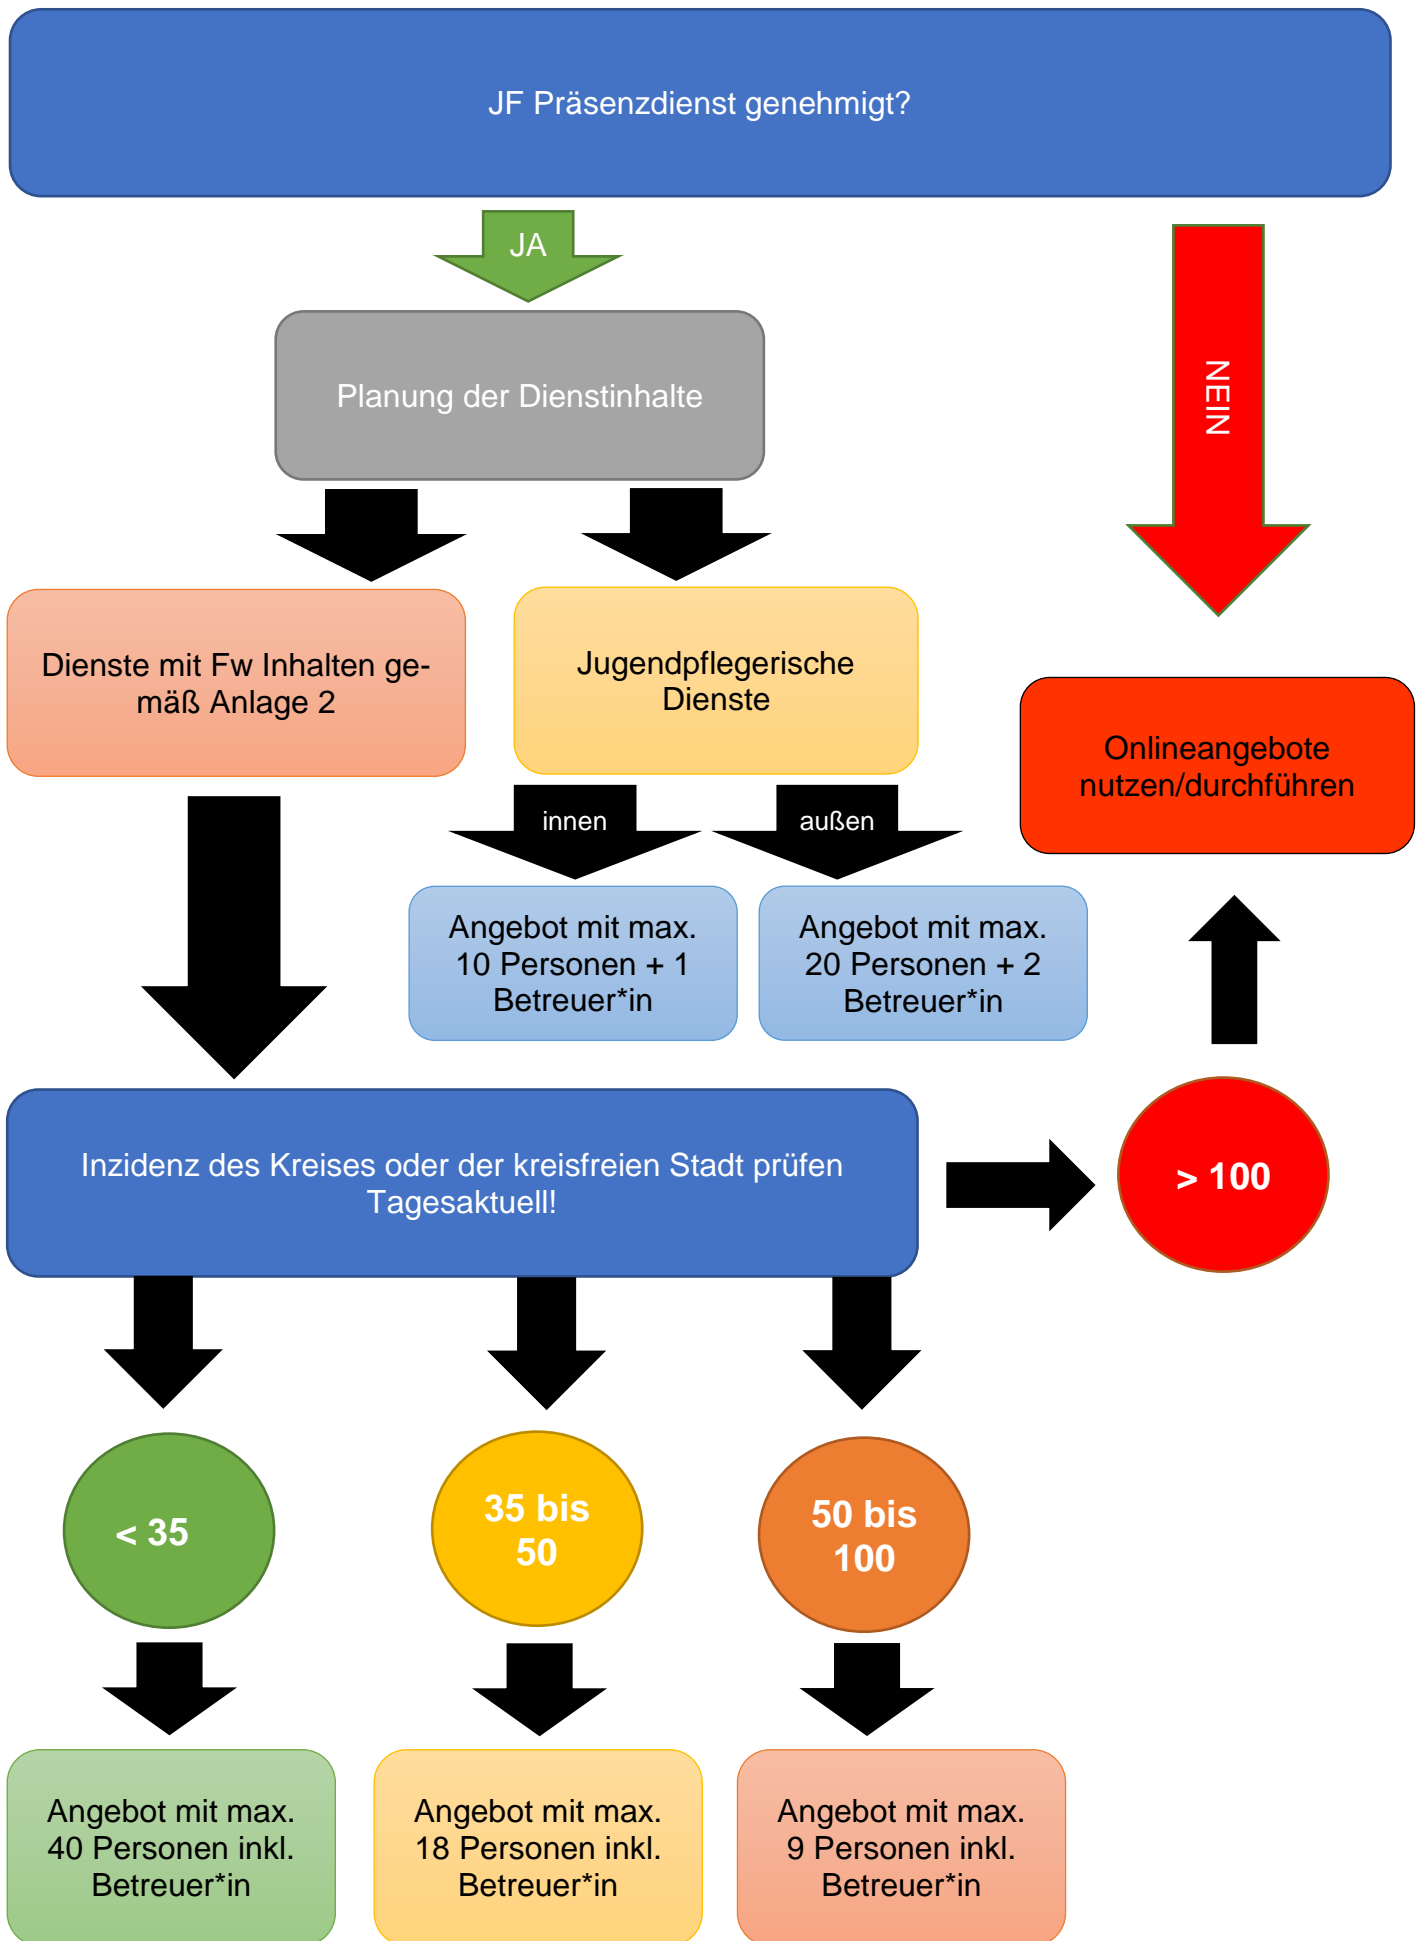 JF Präsenzdienst genehmigt?
JA
NEIN
Planung der Dienstinhalte
Dienste mit Fw Inhalten ge-
mäß Anlage 2
Jugendpflegerische
Dienste
Onlineangebote
nutzen/durchführen
innen
außen
Angebot mit max.
10 Personen + 1
Betreuer*in
Angebot mit max.
20 Personen + 2
Betreuer*in
Inzidenz des Kreises oder der kreisfreien Stadt prüfen
Tagesaktuell!
> 100
< 35
35 bis
50
50 bis
100
Angebot mit max.
40 Personen inkl.
Betreuer*in
Angebot mit max.
18 Personen inkl.
Betreuer*in
Angebot mit max.
9 Personen inkl.
Betreuer*in